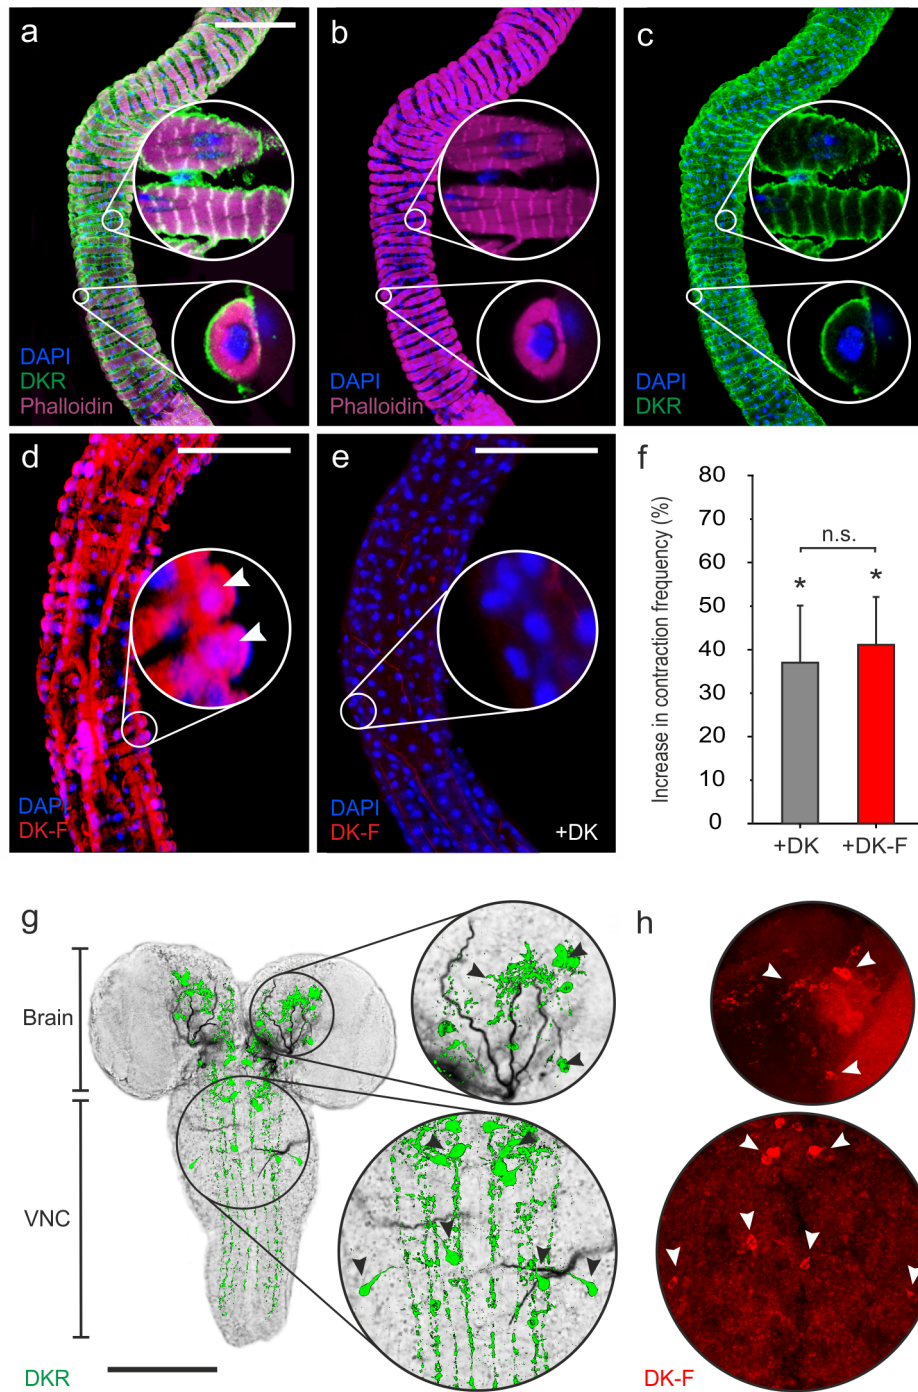 a
DAPI
DKR
Phalloidin
b
DAPI
Phalloidin
c
DAPI
DKR
d
DAPI
DK-F
e
DAPI
DK-F
+DK
f
Increase in contraction frequency (%)
80
70
60
50
40
30
20
10
0
n.s.
*
*
+DK
+DK-F
g
Brain
VNC
DKR
h
DK-F